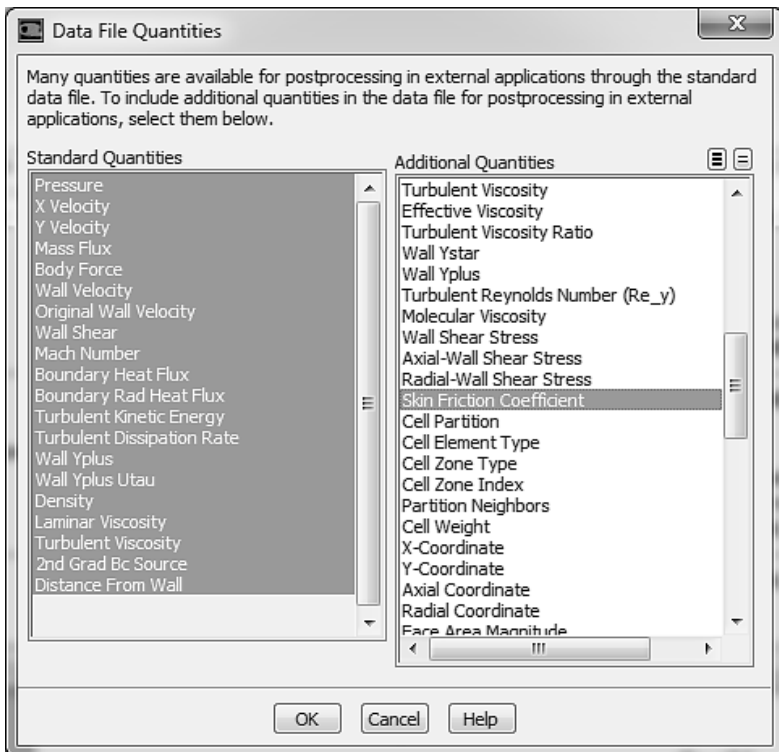 Data File Quantities
Many quantities are available for postprocessing in external applications through the standard
data file. To include additional quantities in the data file for postprocessing in external
applications, select them below.
Standard Quantities
Pressure
X Velocity
Y Velocity
Mass Flux
Body Force
Wall Velocity
Original Wall Velocity
Wall Shear
Mach Number
Boundary Heat Flux
Boundary Rad Heat Flux
Turbulent Kinetic Energy
Turbulent Dissipation Rate
Wall Yplus
Wall Yplus Utau
Density
Laminar Viscosity
Turbulent Viscosity
2nd Grad Bc Source
Distance From Wall
Additional Quantities
Turbulent Viscosity
Effective Viscosity
Turbulent Viscosity Ratio
Wall Ystar
Wall Yplus
Turbulent Reynolds Number (Re_y)
Molecular Viscosity
Wall Shear Stress
Axial-Wall Shear Stress
Radial-Wall Shear Stress
Skin Friction Coefficient
Cell Partition
Cell Element Type
Cell Zone Type
Cell Zone Index
Partition Neighbors
Cell Weight
X-Coordinate
Y-Coordinate
Axial Coordinate
Radial Coordinate
Face Area Magnitude
OK Cancel Help